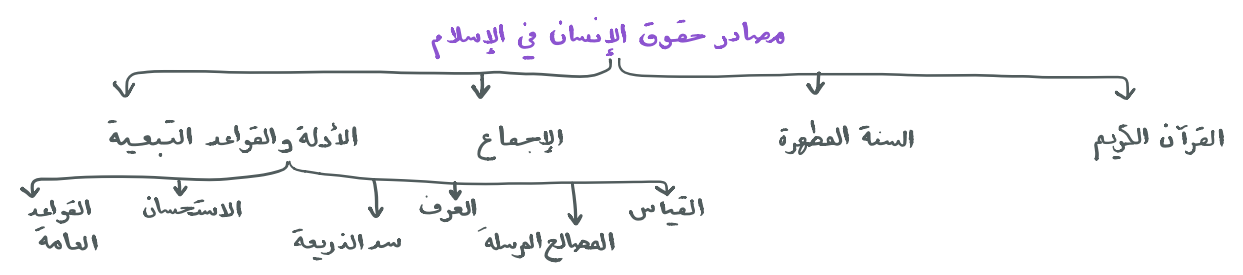 مصادر حقوق الإنسان في الإسلام
القرآن الكريم
السنة المطهرة
الإجماع
الأدلة والقواعد التبعية
القياس
المصالح المرسلة
العرف
سد الذريعة
الاستحسان
القواعد
العامة